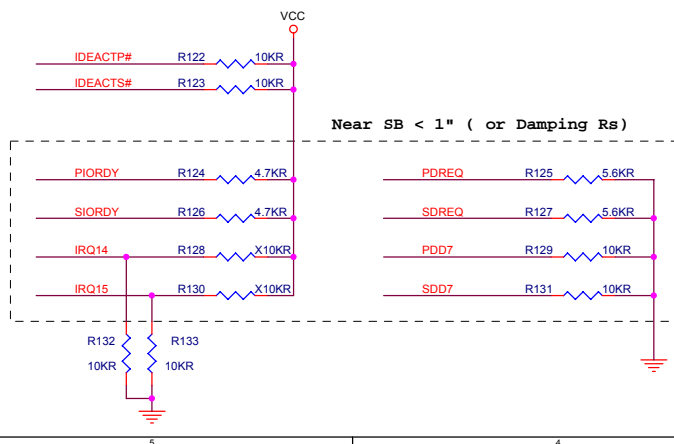 VCC
IDEACTP# R122 10KR
IDEACTS# R123 10KR
Near SB < 1" ( or Damping Rs)
PIORDY R124 4.7KR PDREQ R125 5.6KR
SIORDY R126 4.7KR SDREQ R127 5.6KR
IRQ14 R128 X10KR PDD7 R129 10KR
IRQ15 R130 X10KR SDD7 R131 10KR
R132 R133
10KR 10KR
5 4